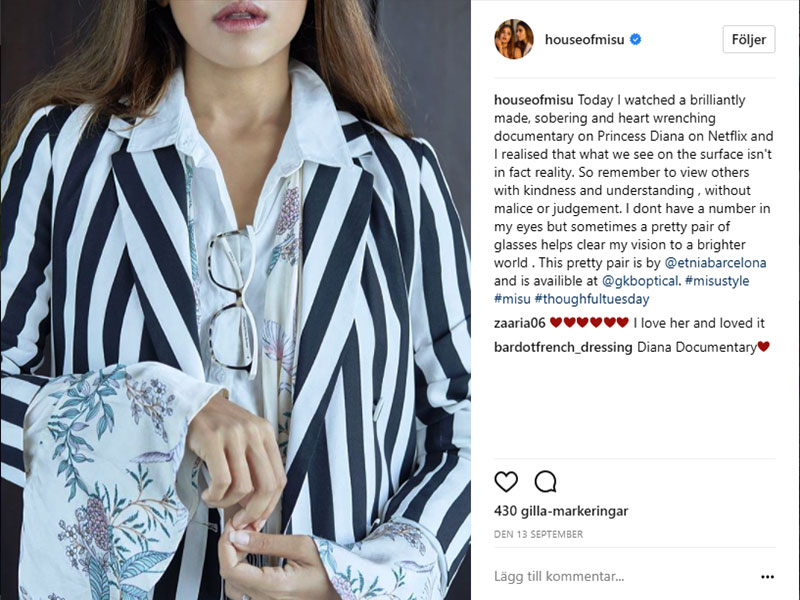 houseofmisu
Följer
houseofmisu Today I watched a brilliantly
made, sobering and heart wrenching
documentary on Princess Diana on Netflix and
I realised that what we see on the surface isn't
in fact reality. So remember to view others
with kindness and understanding , without
malice or judgement. I dont have a number in
my eyes but sometimes a pretty pair of
glasses helps clear my vision to a brighter
world . This pretty pair is by @etniabarcelona
and is availible at @gkboptical. #misustyle
#misu #thoughfultuesday
zaaria06 ♥♥♥♥♥♥ I love her and loved it
bardotfrench_dressing Diana Documentary♥
430 gilla-markeringar
DEN 13 SEPTEMBER
Lägg till kommentar...